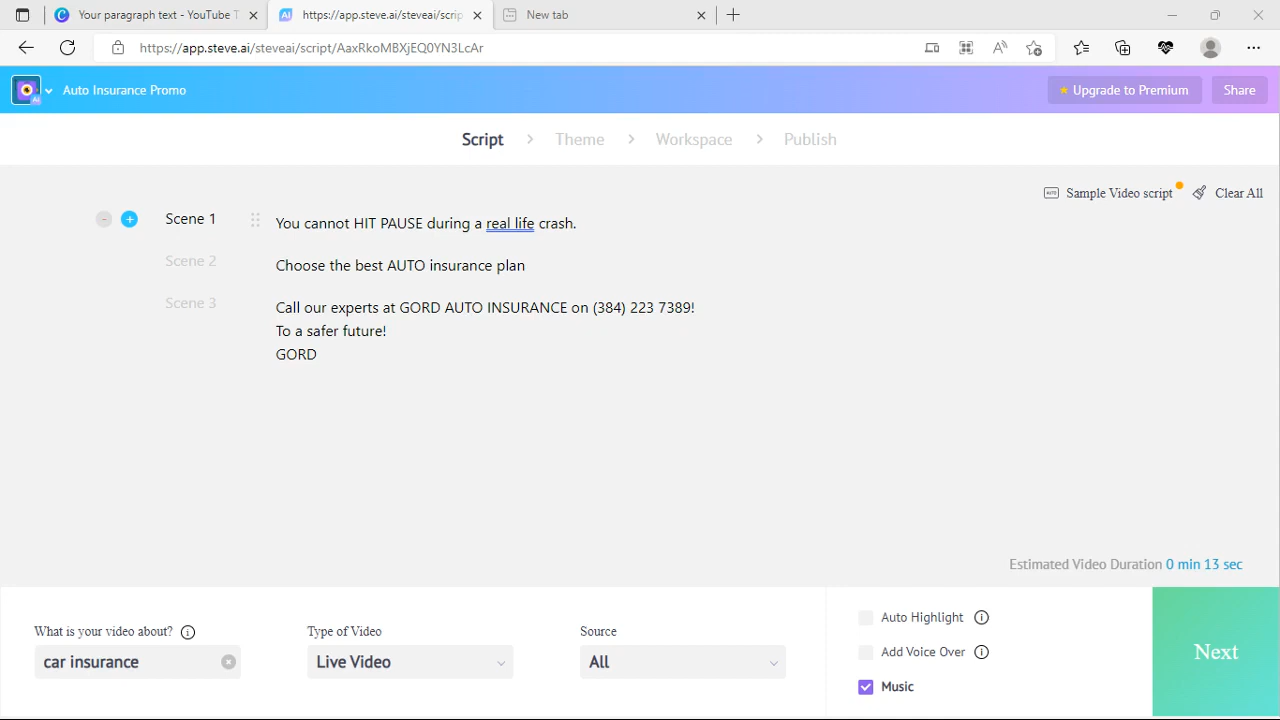 Your paragraph text - YouTube T
https://app.steve.ai/steveai/scrip
New tab
https://app.steve.ai/steveai/script/AaxRkoMBXjEQ0YN3LcAr
AI
Auto Insurance Promo
Upgrade to Premium
Share
Script
Theme
Workspace
Publish
Sample Video script
Clear All
Scene 1
You cannot HIT PAUSE during a real life crash.
Scene 2
Choose the best AUTO insurance plan
Scene 3
Call our experts at GORD AUTO INSURANCE on (384) 223 7389!
To a safer future!
GORD
Estimated Video Duration 0 min 13 sec
What is your video about?
car insurance
Type of Video
Live Video
Source
All
Auto Highlight
Add Voice Over
Music
Next